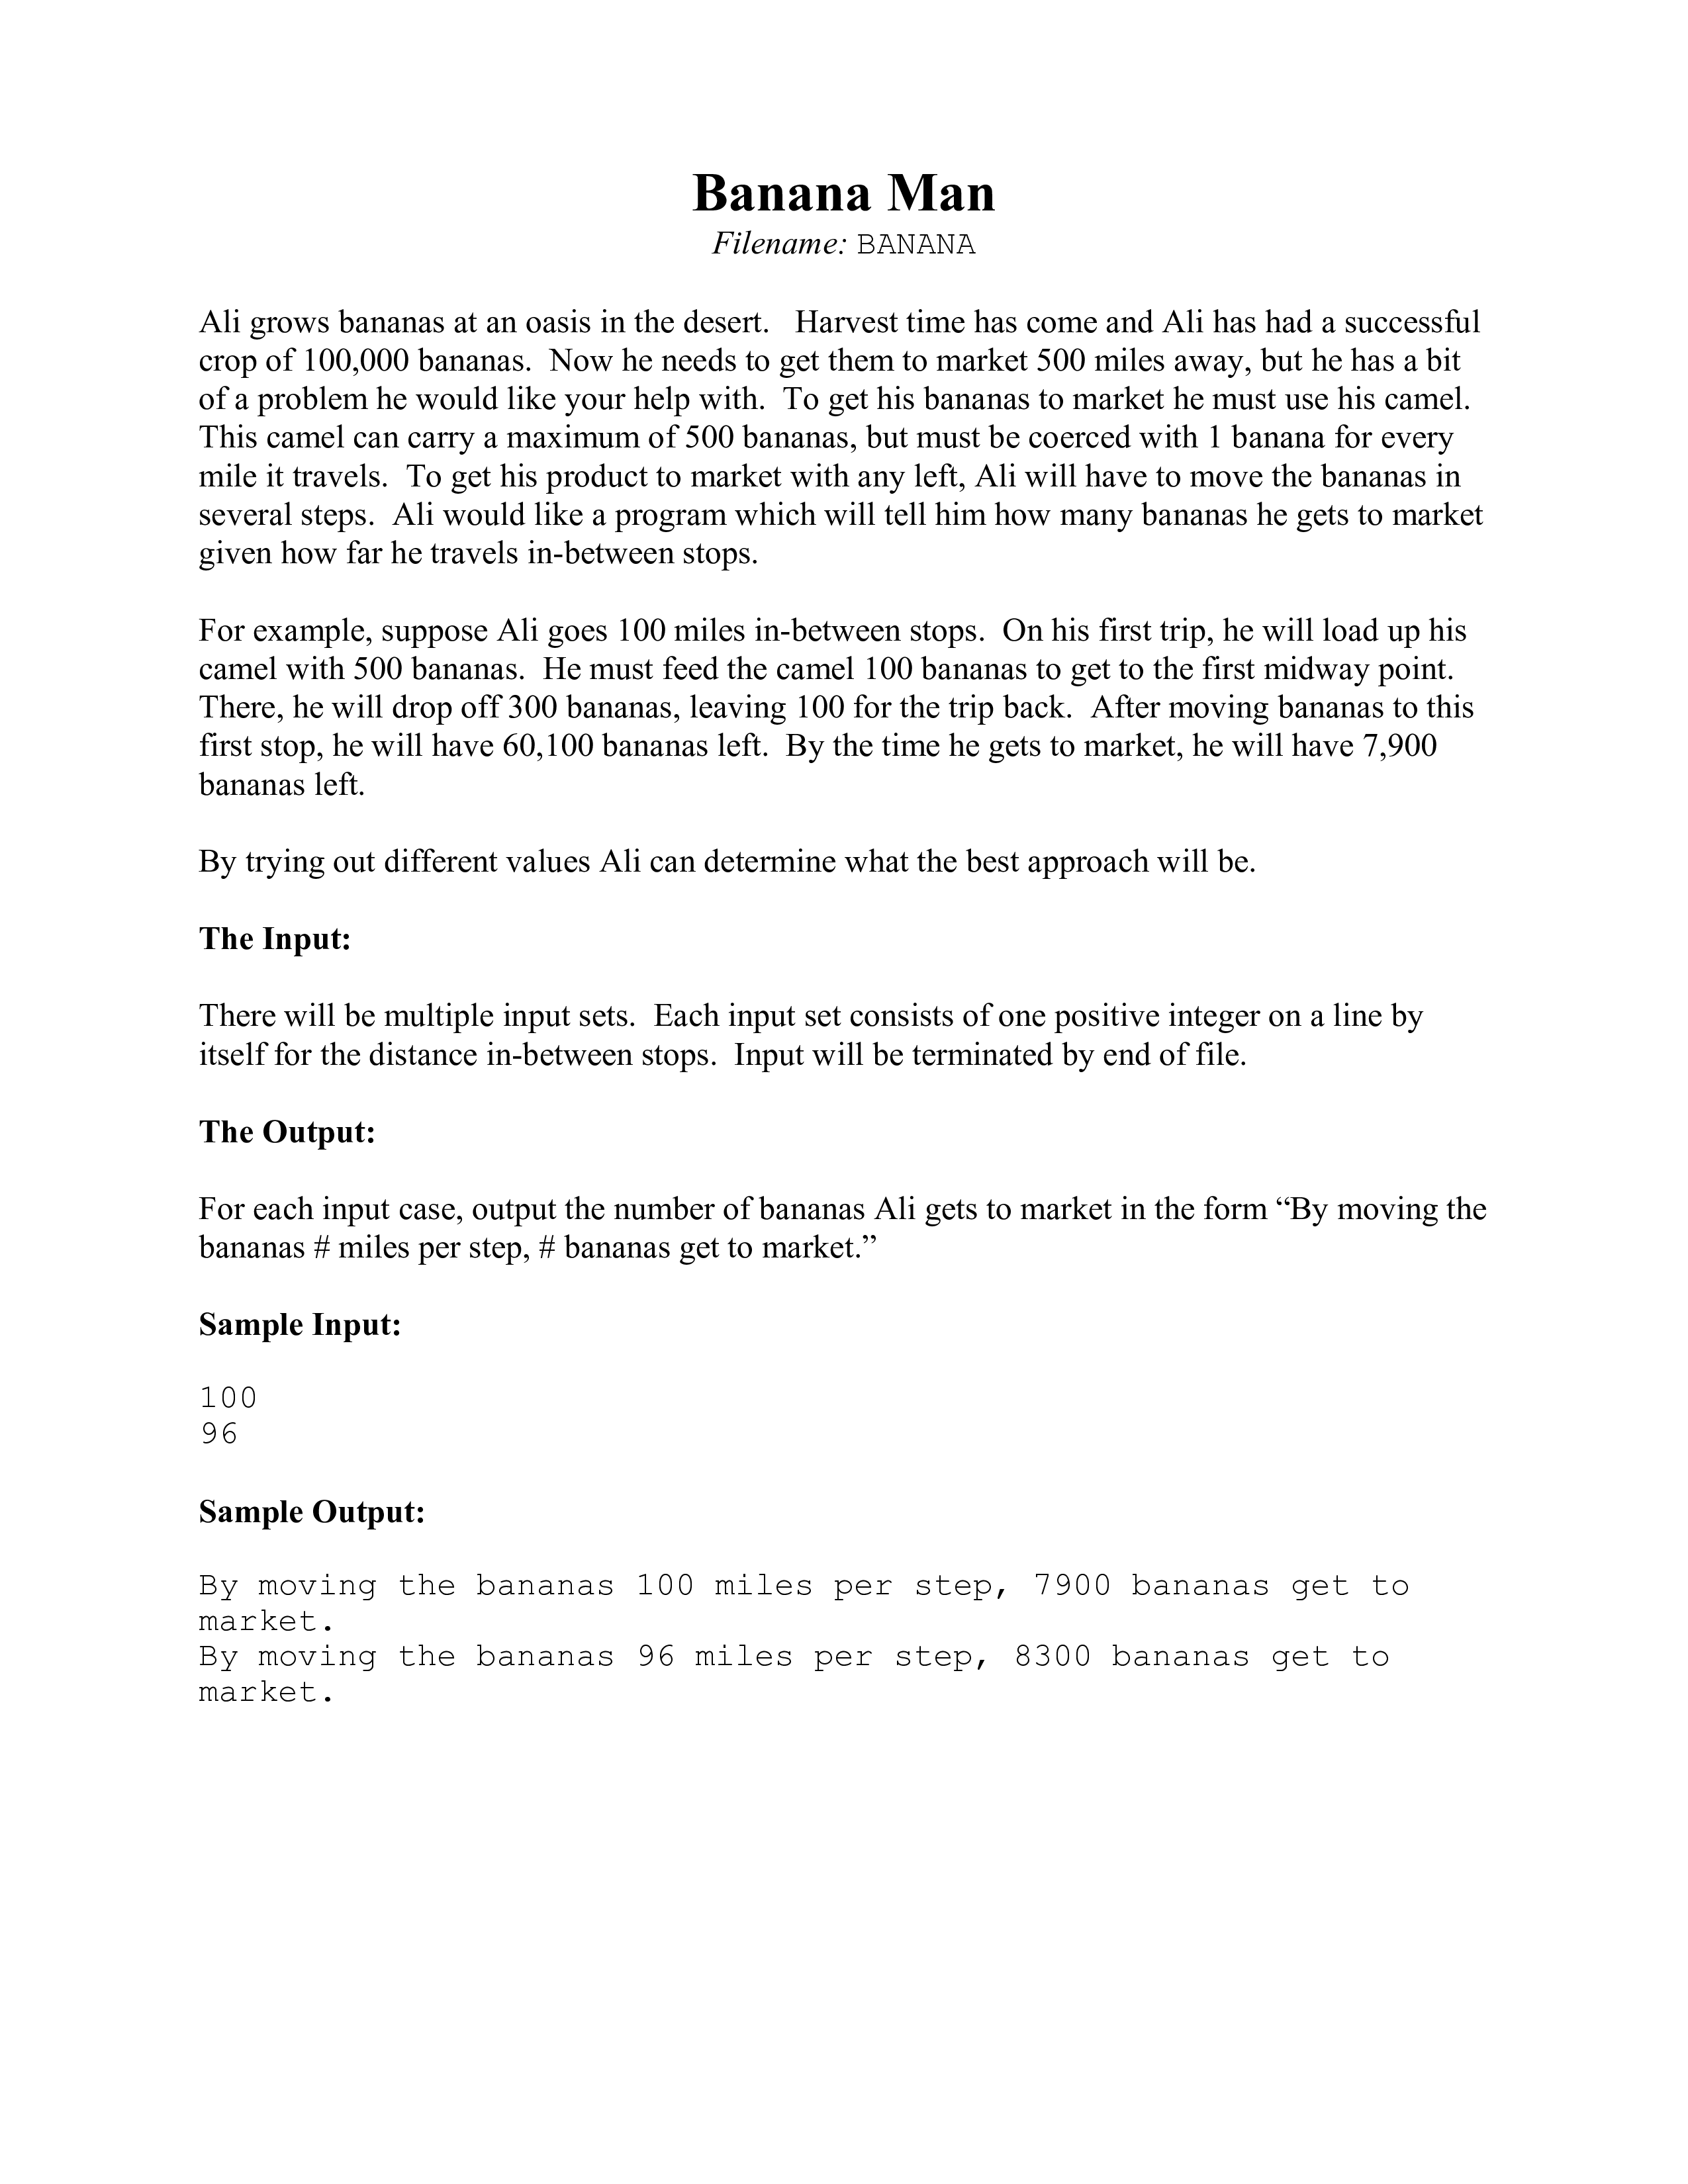 Banana Man
Filename: BANANA
Ali grows bananas at an oasis in the desert.   Harvest time has come and Ali has had a successful
crop of 100,000 bananas.  Now he needs to get them to market 500 miles away, but he has a bit
of a problem he would like your help with.  To get his bananas to market he must use his camel.
This camel can carry a maximum of 500 bananas, but must be coerced with 1 banana for every
mile it travels.  To get his product to market with any left, Ali will have to move the bananas in
several steps.  Ali would like a program which will tell him how many bananas he gets to market
given how far he travels in-between stops.
For example, suppose Ali goes 100 miles in-between stops.  On his first trip, he will load up his
camel with 500 bananas.  He must feed the camel 100 bananas to get to the first midway point.
There, he will drop off 300 bananas, leaving 100 for the trip back.  After moving bananas to this
first stop, he will have 60,100 bananas left.  By the time he gets to market, he will have 7,900
bananas left.
By trying out different values Ali can determine what the best approach will be.
The Input:
There will be multiple input sets.  Each input set consists of one positive integer on a line by
itself for the distance in-between stops.  Input will be terminated by end of file.
The Output:
For each input case, output the number of bananas Ali gets to market in the form “By moving the
bananas # miles per step, # bananas get to market.”
Sample Input:
100
96
Sample Output:
By moving the bananas 100 miles per step, 7900 bananas get to
market.
By moving the bananas 96 miles per step, 8300 bananas get to
market.